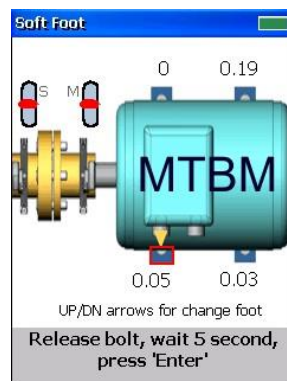 Soft Foot
0 0.19
S M
MTBM
0.05 0.03
UP/DN arrows for change foot
Release bolt, wait 5 second,
press 'Enter'